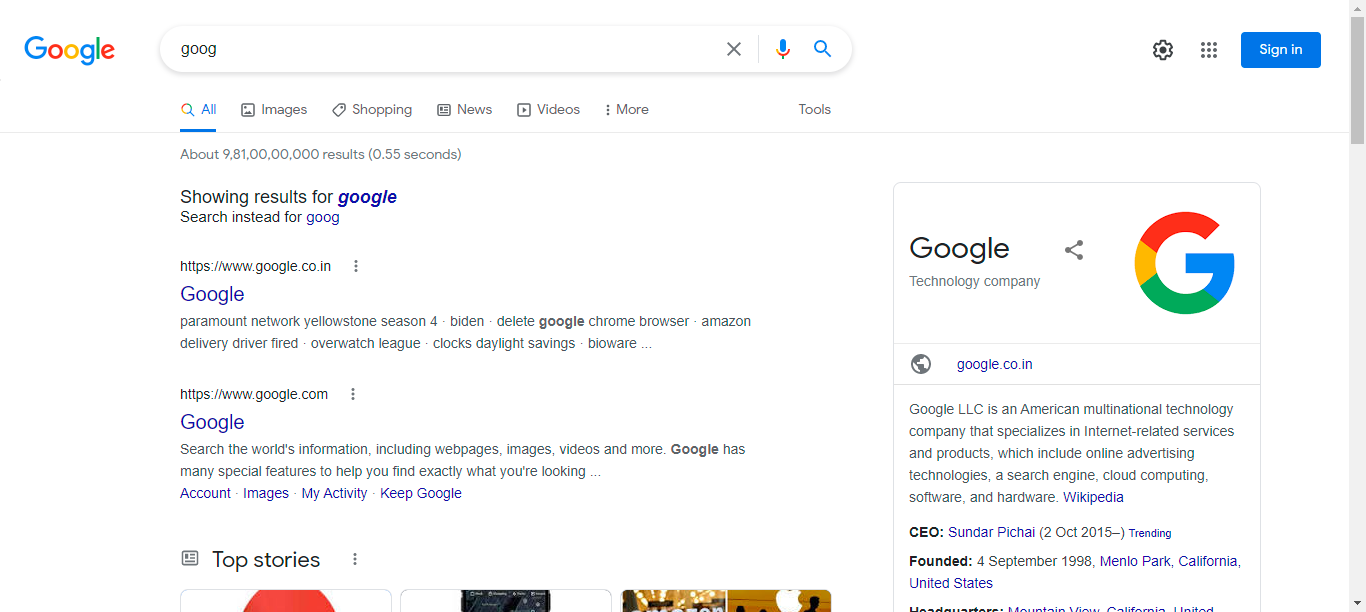 Google
goog
Sign in
All Images Shopping News Videos More Tools
About 9,81,00,00,000 results (0.55 seconds)
Showing results for google
Search instead for goog
https://www.google.co.in
Google
paramount network yellowstone season 4 · biden · delete google chrome browser · amazon
delivery driver fired · overwatch league · clocks daylight savings · bioware ...
https://www.google.com
Google
Search the world's information, including webpages, images, videos and more. Google has
many special features to help you find exactly what you're looking ...
Account · Images · My Activity · Keep Google
Top stories
Google
Technology company
google.co.in
Google LLC is an American multinational technology
company that specializes in Internet-related services
and products, which include online advertising
technologies, a search engine, cloud computing,
software, and hardware. Wikipedia
CEO: Sundar Pichai (2 Oct 2015–) Trending
Founded: 4 September 1998, Menlo Park, California,
United States
Headquarters: Mountain View, California, United